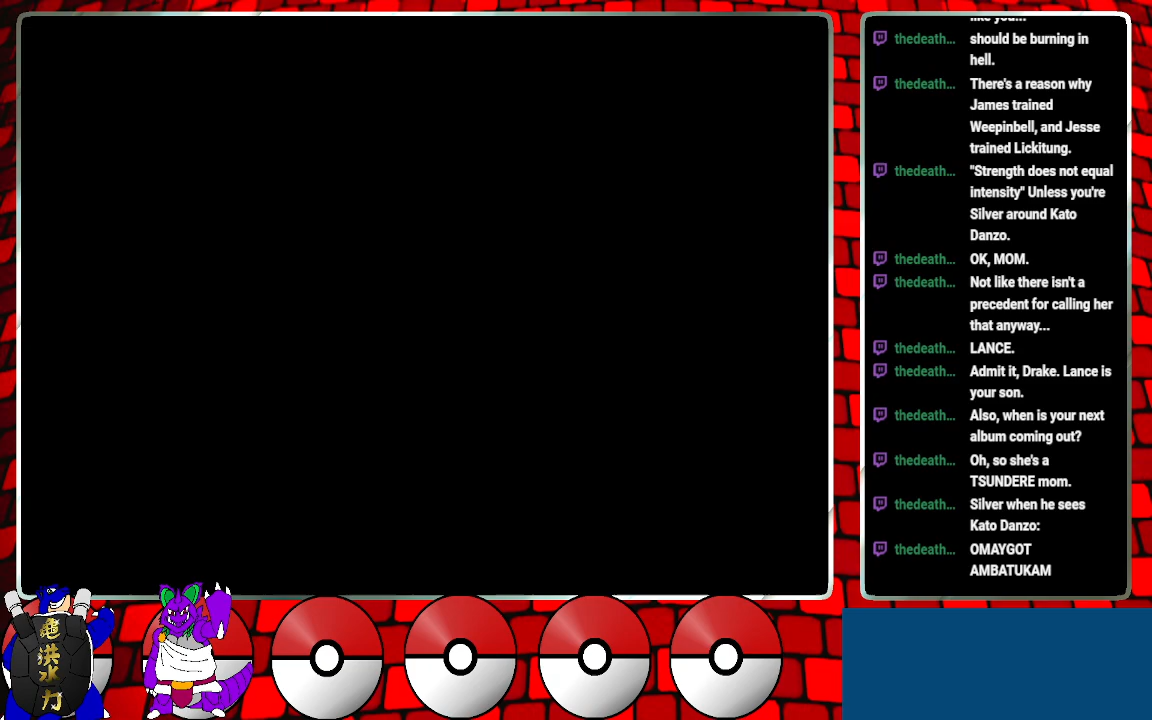 like you...
thedeath... should be burning in
hell.
thedeath... There's a reason why
James trained
Weepinbell, and Jesse
trained Lickitung.
thedeath... "Strength does not equal
intensity" Unless you're
Silver around Kato
Danzo.
thedeath... OK, MOM.
thedeath... Not like there isn't a
precedent for calling her
that anyway...
thedeath... LANCE.
thedeath... Admit it, Drake. Lance is
your son.
thedeath... Also, when is your next
album coming out?
thedeath... Oh, so she's a
TSUNDERE mom.
thedeath... Silver when he sees
Kato Danzo:
thedeath... OMAYGOT
AMBATUKAM
亀
洪
水
力